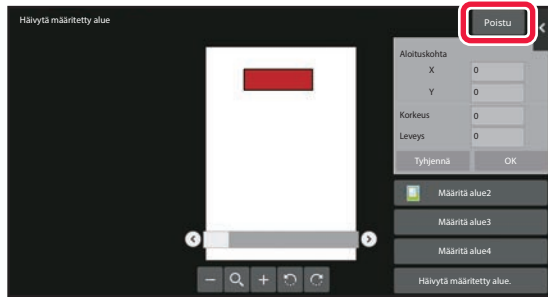 Häivytä määritetty alue
Poistu
Aloituskohta
X 0
Y 0
Korkeus 0
Leveys 0
Tyhjennä OK
Määritä alue2
Määritä alue3
Määritä alue4
Häivytä määritetty alue.